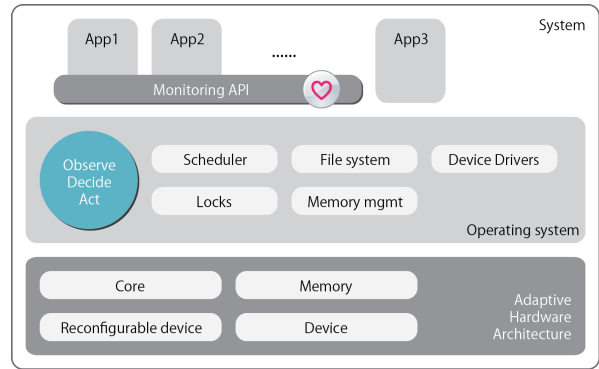 System
App1
App2
......
App3
Monitoring API
Observe
Decide
Act
Scheduler
File system
Device Drivers
Locks
Memory mgmt
Operating system
Core
Memory
Reconfigurable device
Device
Adaptive
Hardware
Architecture